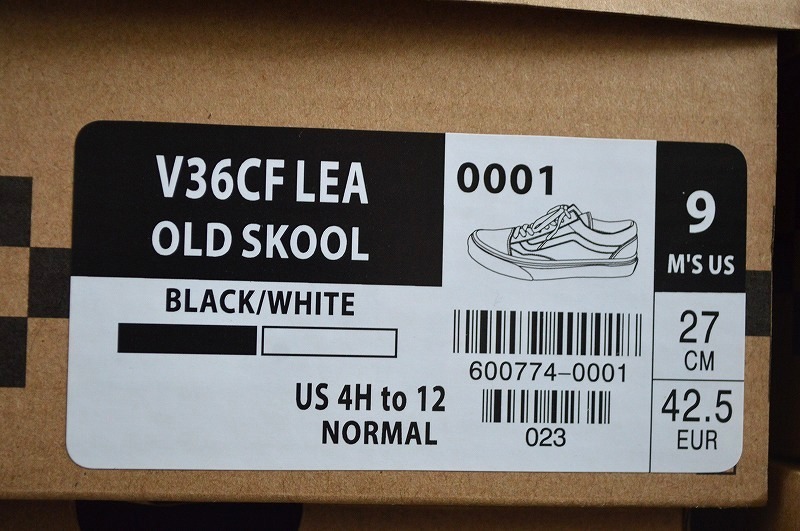 V36CF LEA
OLD SKOOL
BLACK/WHITE
US 4H to 12
NORMAL
0001
600774-0001
023
9
M'S US
27
CM
42.5
EUR